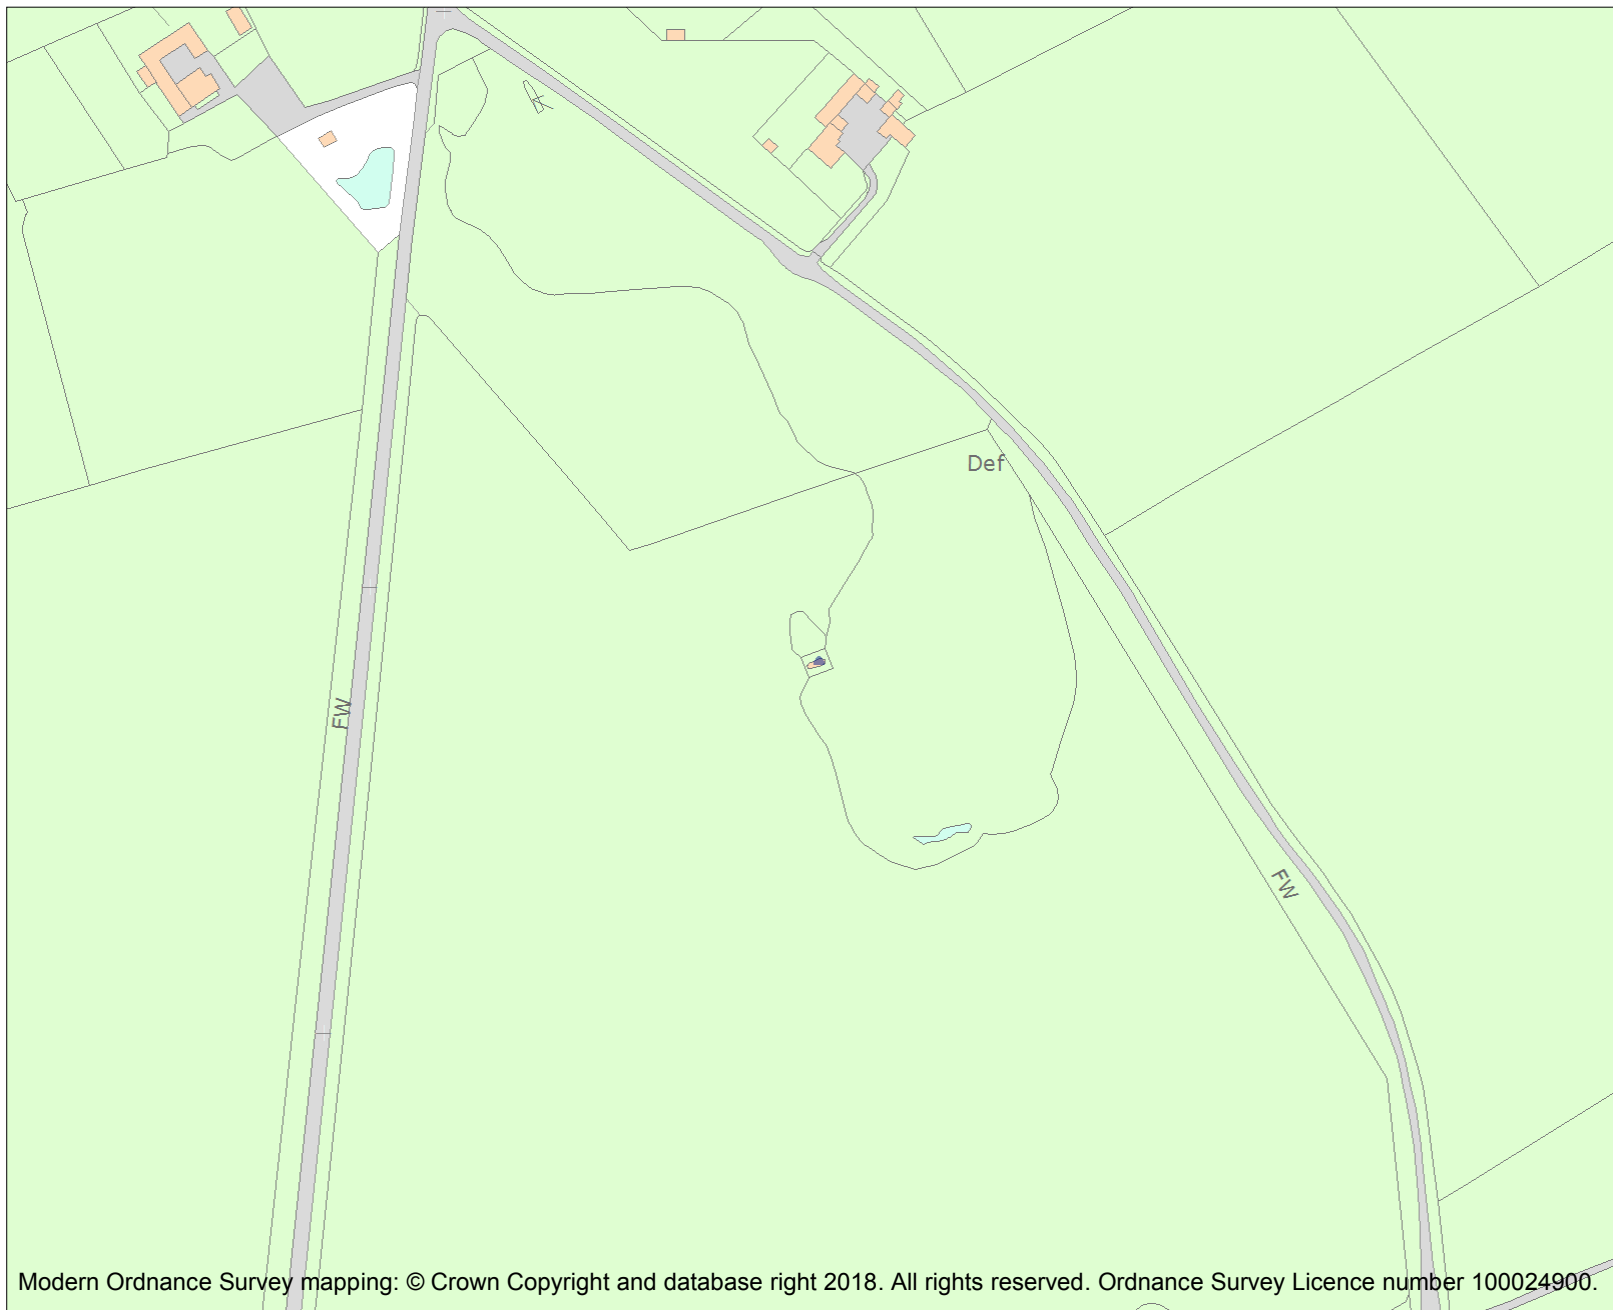 Def
FW
FW
Modern Ordnance Survey mapping: © Crown Copyright and database right 2018. All rights reserved. Ordnance Survey Licence number 100024900.